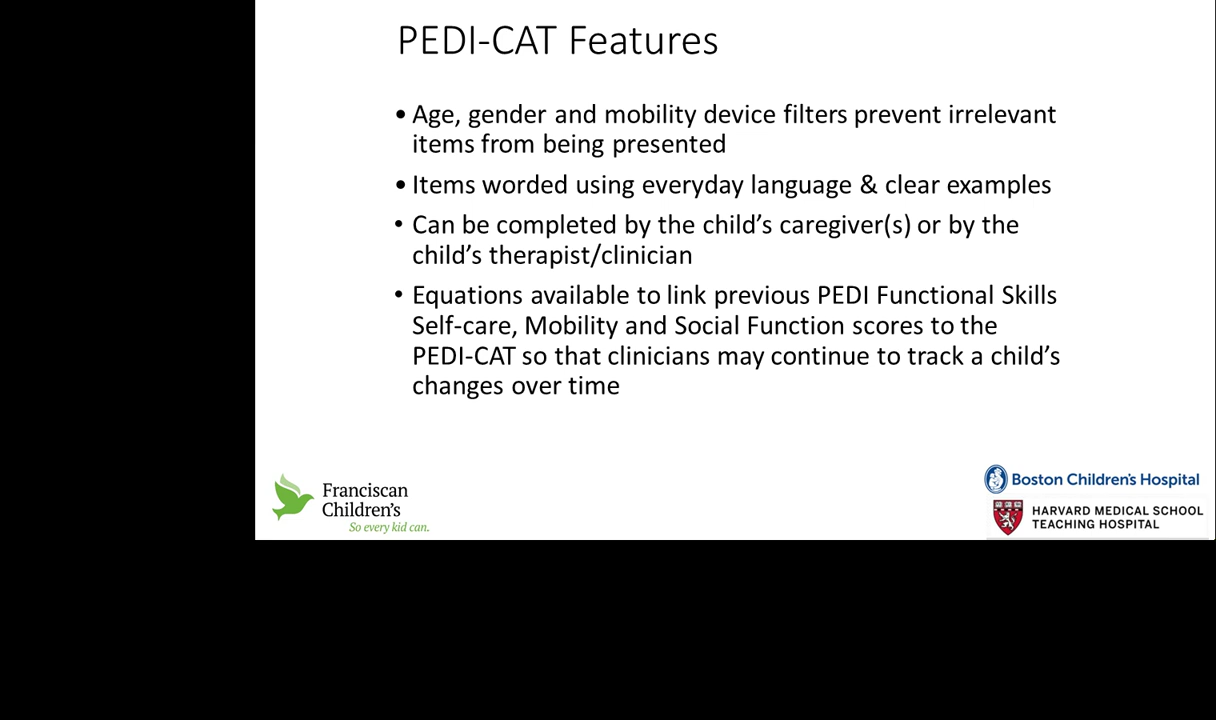 PEDI-CAT Features
• Age, gender and mobility device filters prevent irrelevant
items from being presented
• Items worded using everyday language & clear examples
• Can be completed by the child’s caregiver(s) or by the
child’s therapist/clinician
• Equations available to link previous PEDI Functional Skills
Self-care, Mobility and Social Function scores to the
PEDI-CAT so that clinicians may continue to track a child’s
changes over time
Franciscan
Children’s
So every kid can.
Boston Children’s Hospital
HARVARD MEDICAL SCHOOL
TEACHING HOSPITAL